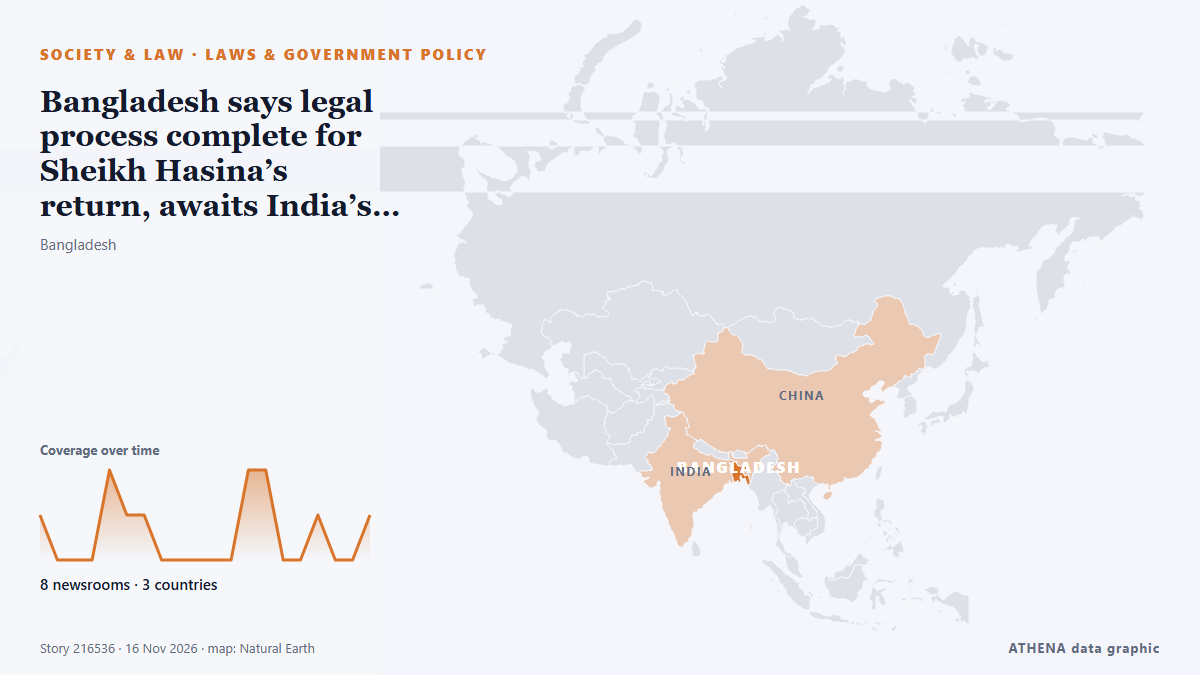 SOCIETY & LAW · LAWS & GOVERNMENT POLICY
Bangladesh says legal
process complete for
Sheikh Hasina’s
return, awaits India’s…
Bangladesh
CHINA
BANGLADESH
INDIA
Coverage over time
8 newsrooms · 3 countries
Story 216536 · 16 Nov 2026 · map: Natural Earth
ATHENA data graphic